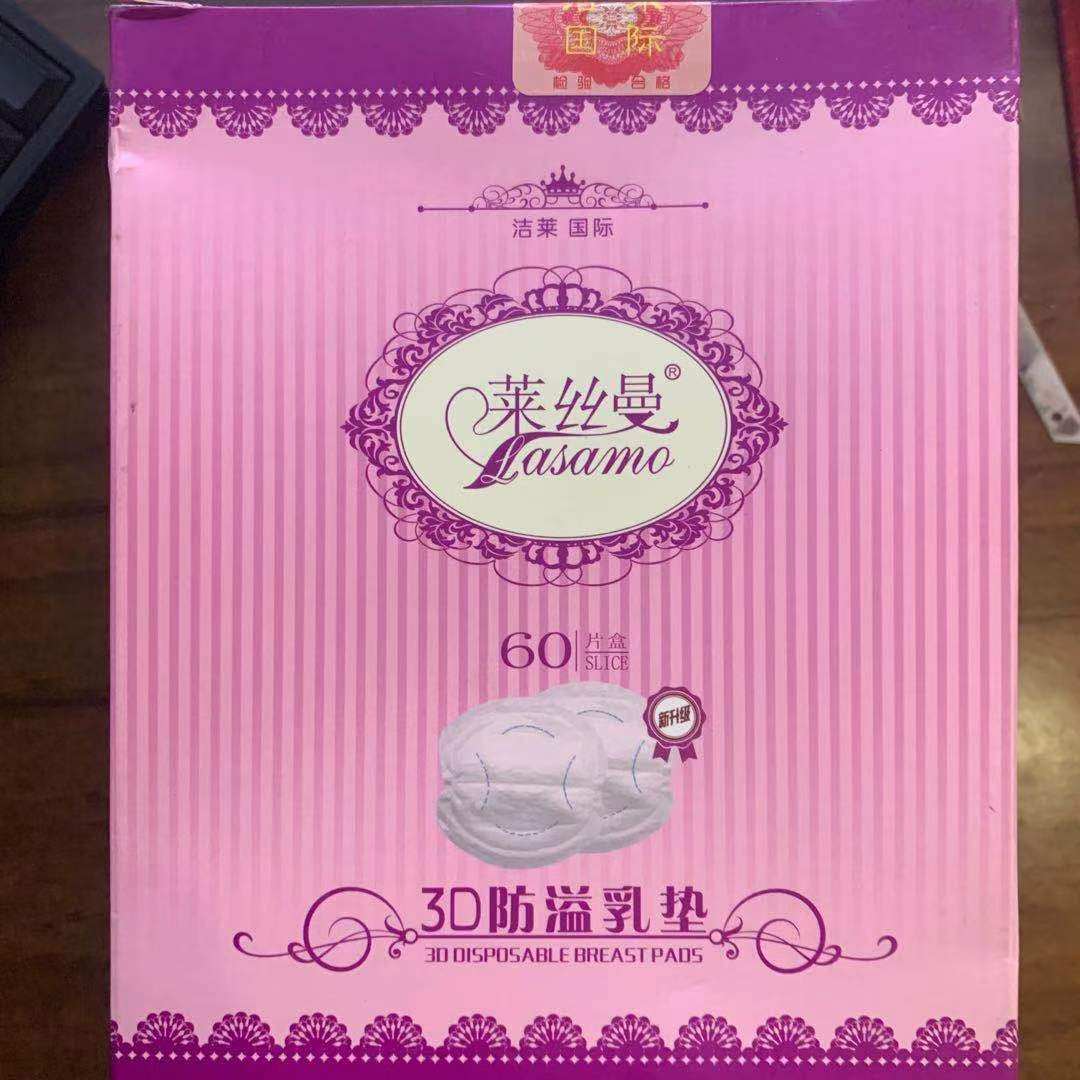 国际
检验 合格
洁莱 国际
莱丝曼®
Lasamo
60 片盒
SLICE
新升级
3D防溢乳垫
3D DISPOSABLE BREAST PADS